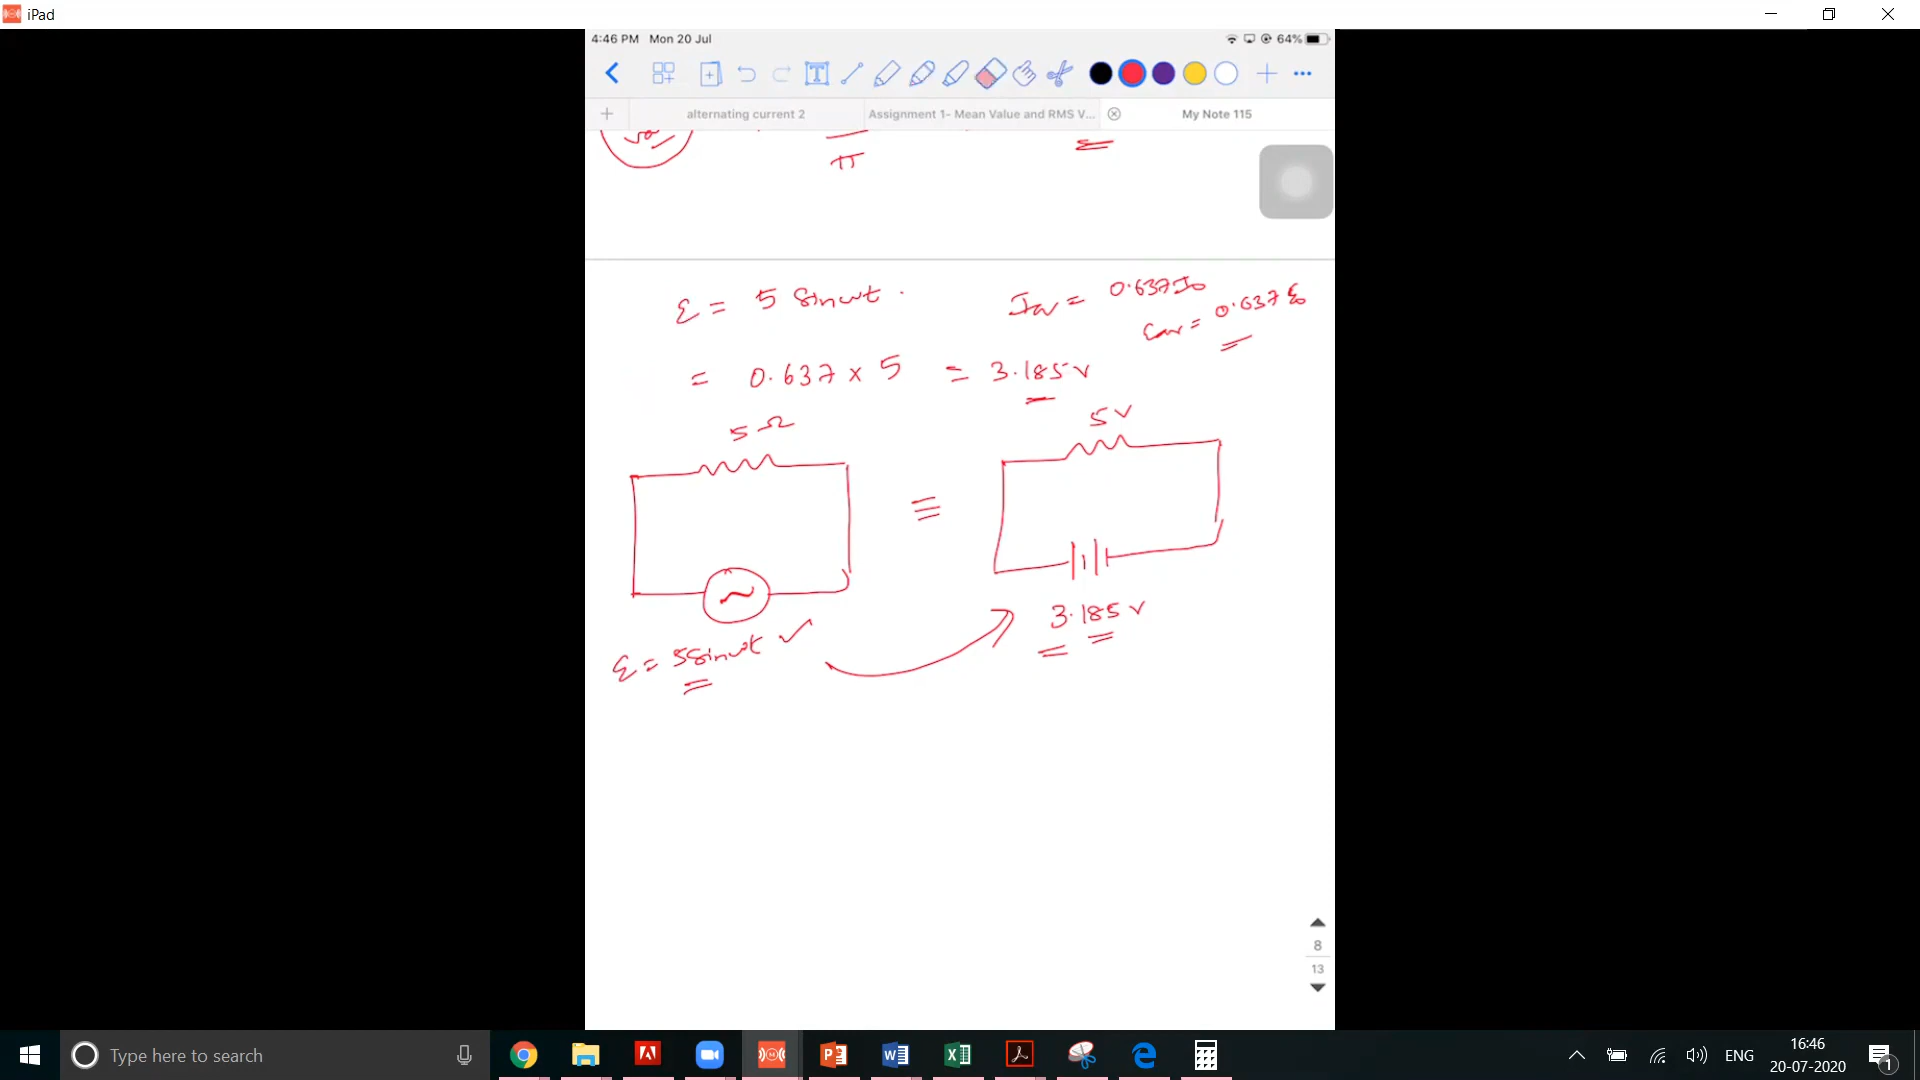 iPad
4:46 PM Mon 20 Jul
64%
alternating current 2
Assignment 1- Mean Value and RMS V...
My Note 115
π
ε = 5 Sinωt .
Iav = 0.637 I₀
εav = 0.637 ε₀
= 0.637 × 5 = 3.185 V
5 Ω
5 V
≡
~
ε = 5Sinωt ✓
3.185 V
8
13
Type here to search
ENG
16:46
20-07-2020
1